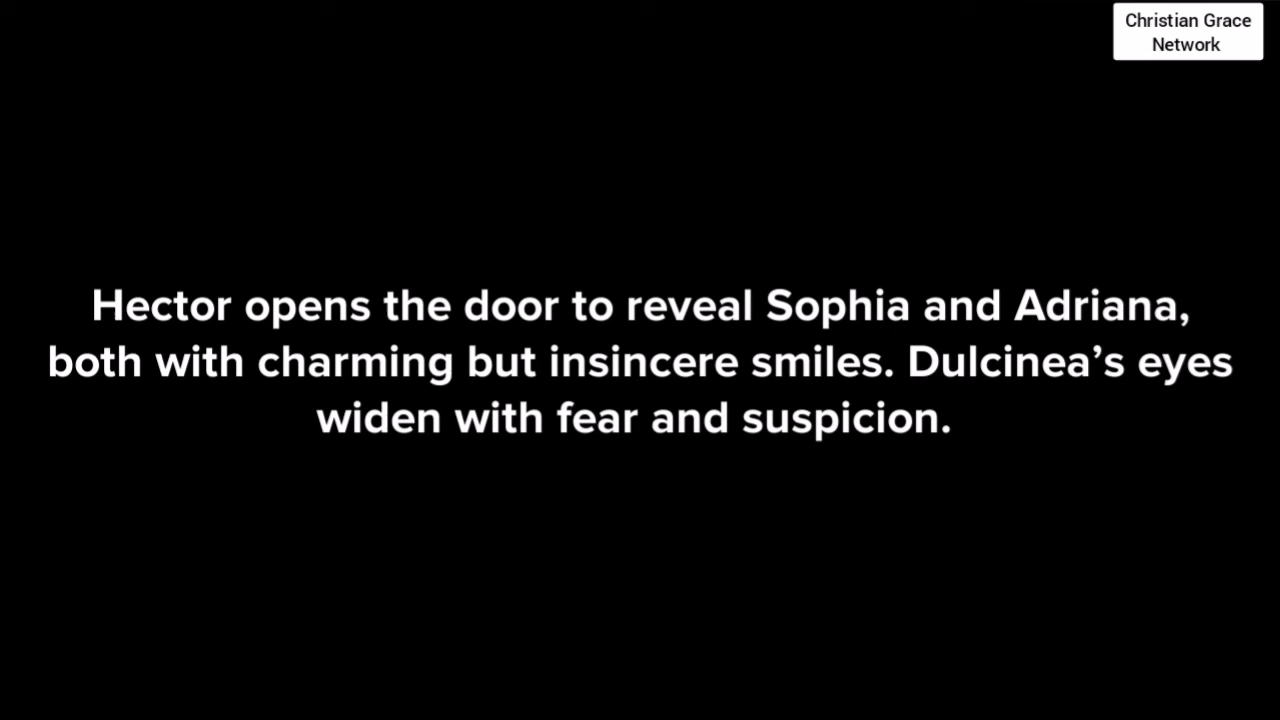 Christian Grace
Network
Hector opens the door to reveal Sophia and Adriana,
both with charming but insincere smiles. Dulcinea’s eyes
widen with fear and suspicion.